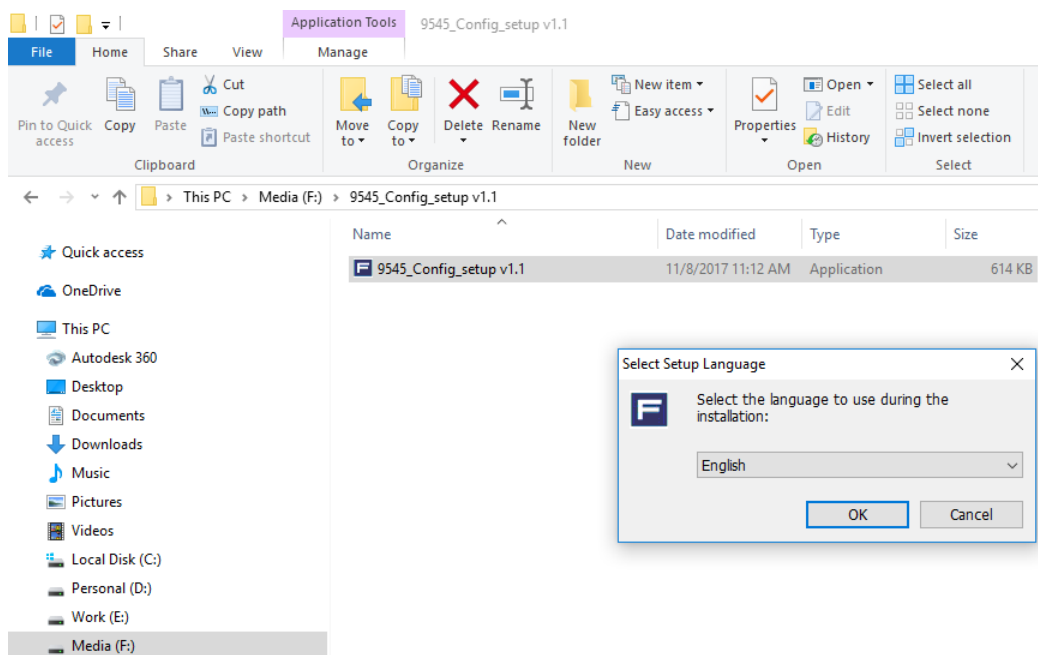 Application Tools 9545_Config_setup v1.1
File Home Share View Manage
Pin to Quick access
Copy
Paste
Cut
Copy path
Paste shortcut
Move to
Copy to
Delete
Rename
New folder
New item
Easy access
Properties
Open
Edit
History
Select all
Select none
Invert selection
Clipboard Organize New Open Select
This PC Media (F:) 9545_Config_setup v1.1
Name Date modified Type Size
F 9545_Config_setup v1.1 11/8/2017 11:12 AM Application 614 KB
Quick access
OneDrive
This PC
Autodesk 360
Desktop
Documents
Downloads
Music
Pictures
Videos
Local Disk (C:)
Personal (D:)
Work (E:)
Media (F:)
Select Setup Language
F
Select the language to use during the
installation:
English
OK Cancel